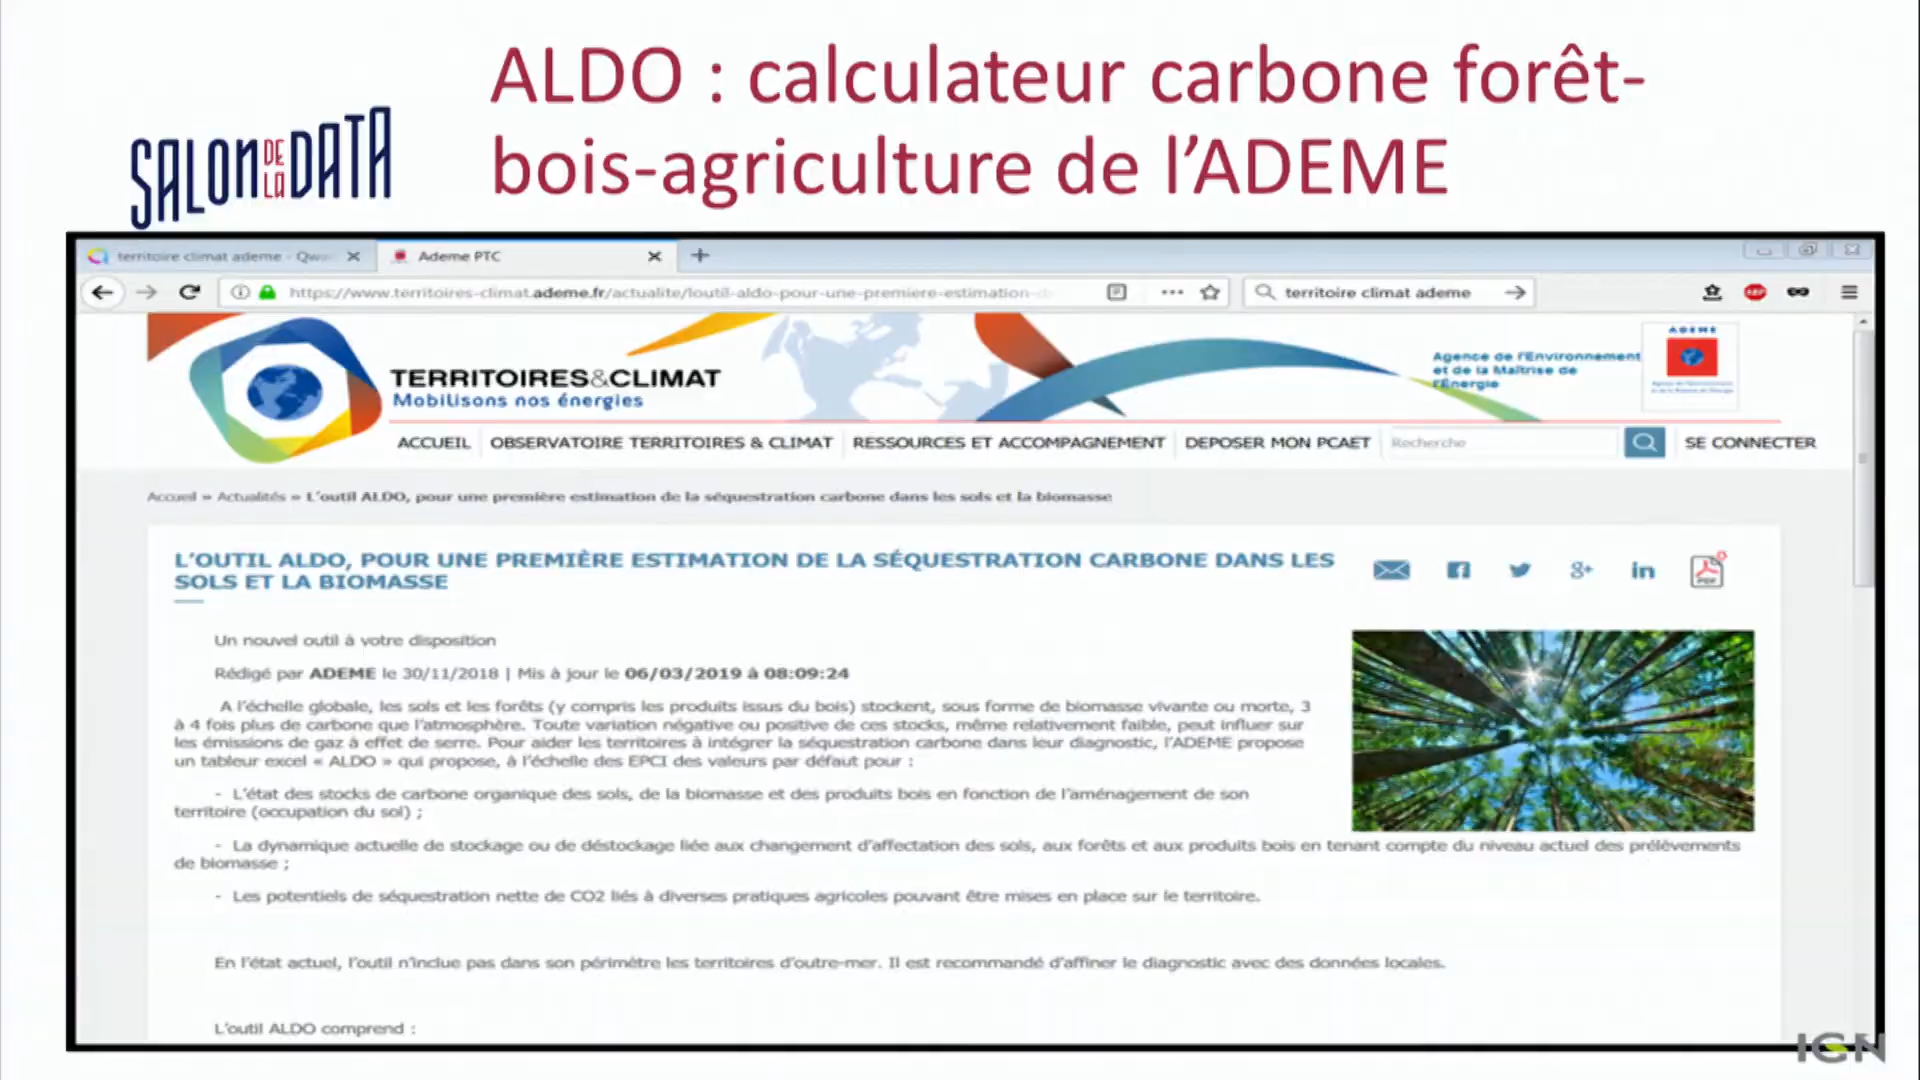 ALDO : calculateur carbone forêt-
bois-agriculture de l’ADEME
SALON DE LA DATA
territoire climat ademe - Qwa
Ademe PTC
https://www.territoires-climat.ademe.fr/actualite/loutil-aldo-pour-une-premiere-estimation-d
territoire climat ademe
TERRITOIRES&CLIMAT
Mobilisons nos énergies
Agence de l'Environnement
et de la Maîtrise de
l'Énergie
ADEME
ACCUEIL OBSERVATOIRE TERRITOIRES & CLIMAT RESSOURCES ET ACCOMPAGNEMENT DEPOSER MON PCAET Recherche SE CONNECTER
Accueil » Actualités » L'outil ALDO, pour une première estimation de la séquestration carbone dans les sols et la biomasse
L'OUTIL ALDO, POUR UNE PREMIÈRE ESTIMATION DE LA SÉQUESTRATION CARBONE DANS LES
SOLS ET LA BIOMASSE
PDF
Un nouvel outil à votre disposition
Rédigé par ADEME le 30/11/2018 | Mis à jour le 06/03/2019 à 08:09:24
A l'échelle globale, les sols et les forêts (y compris les produits issus du bois) stockent, sous forme de biomasse vivante ou morte, 3
à 4 fois plus de carbone que l'atmosphère. Toute variation négative ou positive de ces stocks, même relativement faible, peut influer sur
les émissions de gaz à effet de serre. Pour aider les territoires à intégrer la séquestration carbone dans leur diagnostic, l'ADEME propose
un tableur excel « ALDO » qui propose, à l'échelle des EPCI des valeurs par défaut pour :
- L'état des stocks de carbone organique des sols, de la biomasse et des produits bois en fonction de l'aménagement de son
territoire (occupation du sol) ;
- La dynamique actuelle de stockage ou de déstockage liée aux changement d'affectation des sols, aux forêts et aux produits bois en tenant compte du niveau actuel des prélèvements
de biomasse ;
- Les potentiels de séquestration nette de CO2 liés à diverses pratiques agricoles pouvant être mises en place sur le territoire.
En l'état actuel, l'outil n'inclue pas dans son périmètre les territoires d'outre-mer. Il est recommandé d'affiner le diagnostic avec des données locales.
L'outil ALDO comprend :
IGN